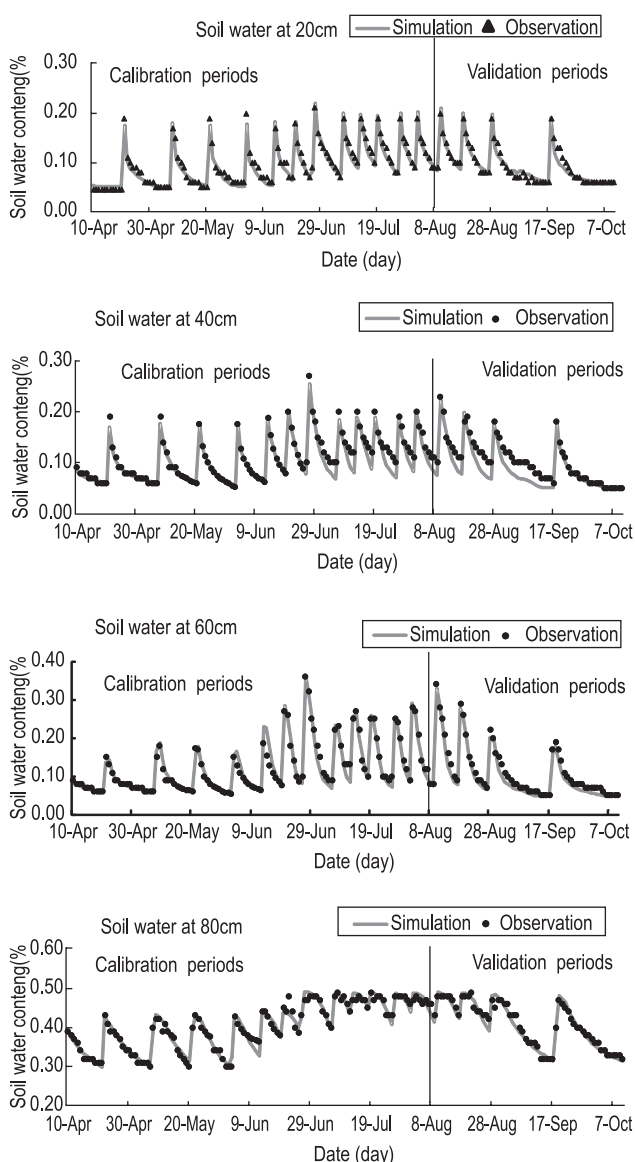 Soil water at 20cm
Simulation Observation
Calibration periods
Validation periods
Soil water conteng(%
0.30
0.20
0.10
0.00
10-Apr 30-Apr 20-May 9-Jun 29-Jun 19-Jul 8-Aug 28-Aug 17-Sep 7-Oct
Date (day)
Soil water at 40cm
Simulation Observation
Calibration periods
Validation periods
Soil water conteng(%
0.30
0.20
0.10
0.00
10-Apr 30-Apr 20-May 9-Jun 29-Jun 19-Jul 8-Aug 28-Aug 17-Sep 7-Oct
Date (day)
Soil water at 60cm
Simulation Observation
Calibration periods
Validation periods
Soil water conteng(%
0.40
0.30
0.20
0.10
0.00
10-Apr 30-Apr 20-May 9-Jun 29-Jun 19-Jul 8-Aug 28-Aug 17-Sep 7-Oct
Date (day)
Soil water at 80cm
Simulation Observation
Calibration periods
Validation periods
Soil water conteng(%
0.60
0.50
0.40
0.30
0.20
10-Apr 30-Apr 20-May 9-Jun 29-Jun 19-Jul 8-Aug 28-Aug 17-Sep 7-Oct
Date (day)